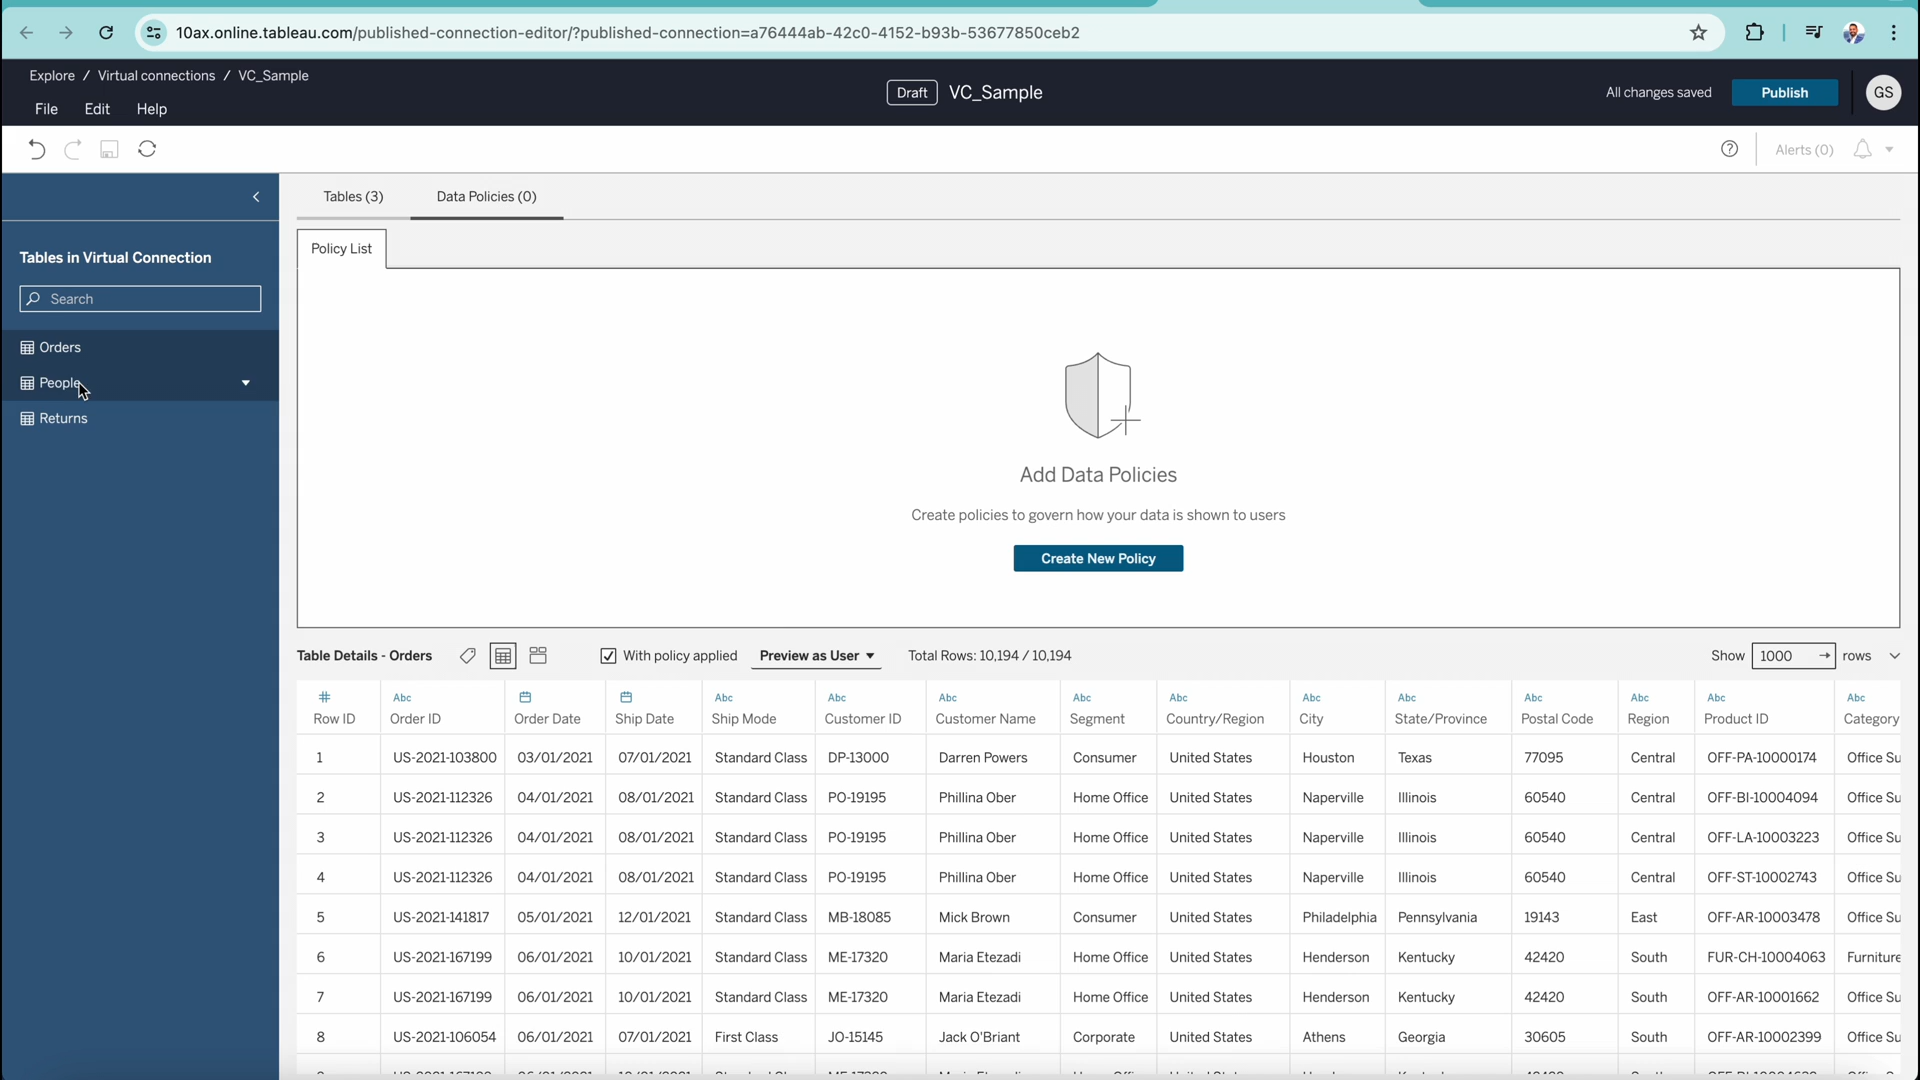 10ax.online.tableau.com/published-connection-editor/?published-connection=a76444ab-42c0-4152-b93b-53677850ceb2
Explore / Virtual connections / VC_Sample
File Edit Help
Draft VC_Sample
All changes saved Publish GS
Alerts (0)
Tables (3) Data Policies (0)
Tables in Virtual Connection
Search
Orders
People
Returns
Policy List
Add Data Policies
Create policies to govern how your data is shown to users
Create New Policy
Table Details - Orders With policy applied Preview as User Total Rows: 10,194 / 10,194 Show 1000 rows
# Abc Abc Abc Abc Abc Abc Abc Abc Abc Abc Abc Abc
Row ID Order ID Order Date Ship Date Ship Mode Customer ID Customer Name Segment Country/Region City State/Province Postal Code Region Product ID Category
1 US-2021-103800 03/01/2021 07/01/2021 Standard Class DP-13000 Darren Powers Consumer United States Houston Texas 77095 Central OFF-PA-10000174 Office Su
2 US-2021-112326 04/01/2021 08/01/2021 Standard Class PO-19195 Phillina Ober Home Office United States Naperville Illinois 60540 Central OFF-BI-10004094 Office Su
3 US-2021-112326 04/01/2021 08/01/2021 Standard Class PO-19195 Phillina Ober Home Office United States Naperville Illinois 60540 Central OFF-LA-10003223 Office Su
4 US-2021-112326 04/01/2021 08/01/2021 Standard Class PO-19195 Phillina Ober Home Office United States Naperville Illinois 60540 Central OFF-ST-10002743 Office Su
5 US-2021-141817 05/01/2021 12/01/2021 Standard Class MB-18085 Mick Brown Consumer United States Philadelphia Pennsylvania 19143 East OFF-AR-10003478 Office Su
6 US-2021-167199 06/01/2021 10/01/2021 Standard Class ME-17320 Maria Etezadi Home Office United States Henderson Kentucky 42420 South FUR-CH-10004063 Furniture
7 US-2021-167199 06/01/2021 10/01/2021 Standard Class ME-17320 Maria Etezadi Home Office United States Henderson Kentucky 42420 South OFF-AR-10001662 Office Su
8 US-2021-106054 06/01/2021 07/01/2021 First Class JO-15145 Jack O'Briant Corporate United States Athens Georgia 30605 South OFF-AR-10002399 Office Su